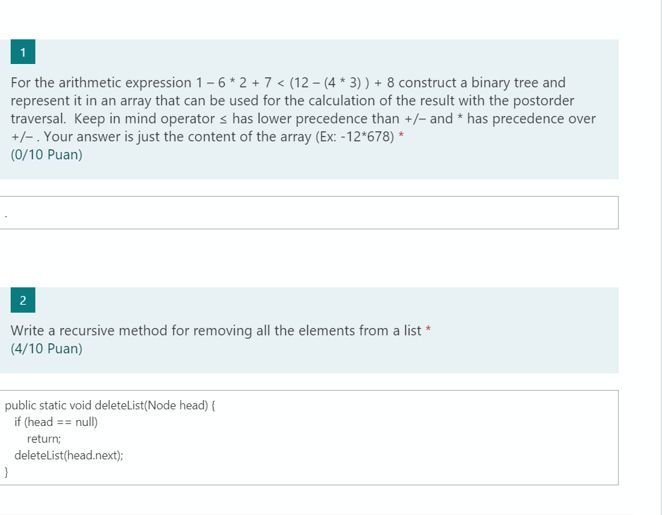 1
For the arithmetic expression 1 – 6 * 2 + 7 < (12 – (4 * 3) ) + 8 construct a binary tree and
represent it in an array that can be used for the calculation of the result with the postorder
traversal. Keep in mind operator ≤ has lower precedence than +/– and * has precedence over
+/– . Your answer is just the content of the array (Ex: -12*678) *
(0/10 Puan)
.
2
Write a recursive method for removing all the elements from a list *
(4/10 Puan)
public static void deleteList(Node head) {
if (head == null)
return;
deleteList(head.next);
}